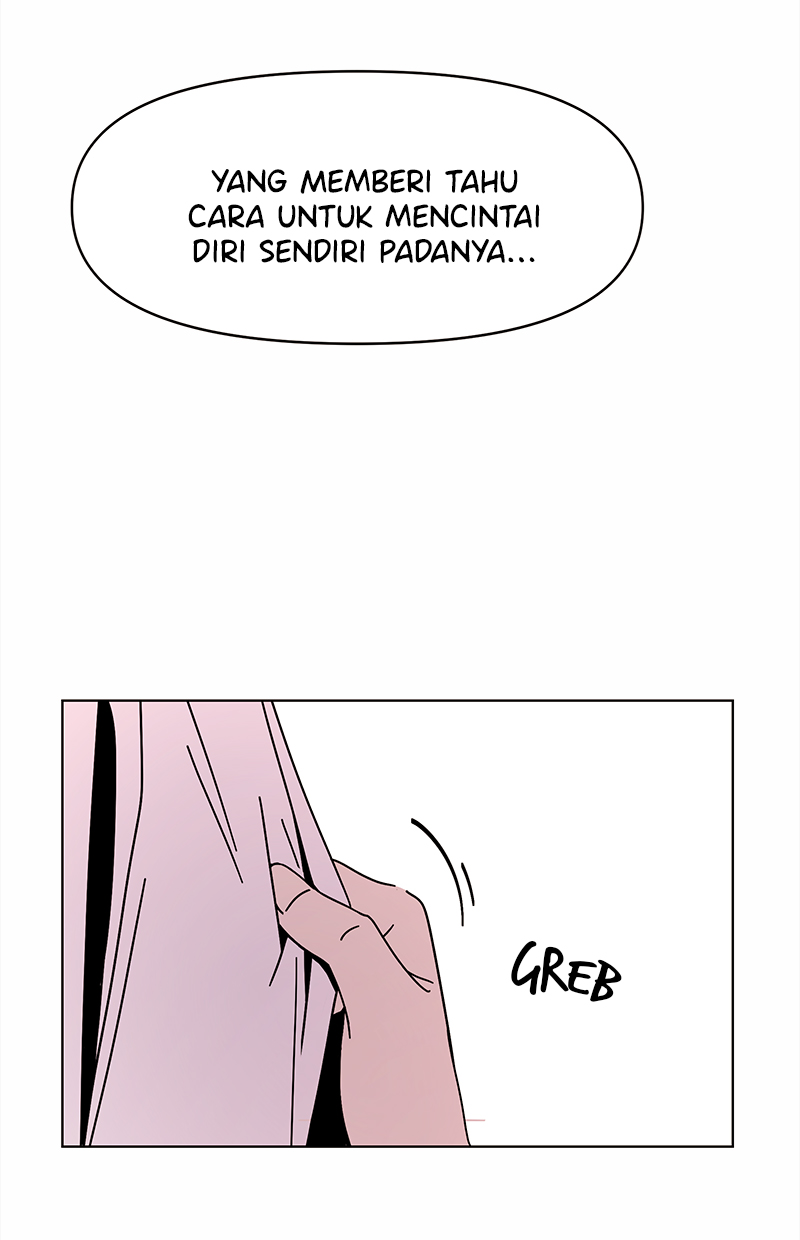 YANG MEMBERI TAHU
CARA UNTUK MENCINTAI
DIRI SENDIRI PADANYA...
GREB